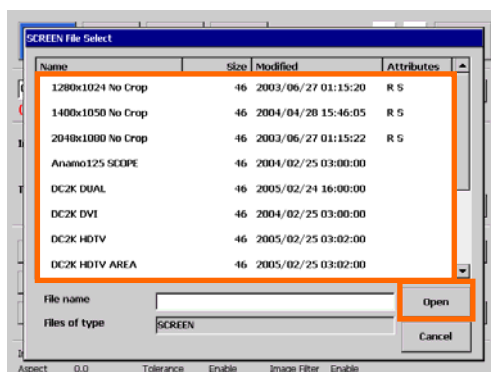 SCREEN File Select
Name Size Modified Attributes
1280x1024 No Crop 46 2003/06/27 01:15:20 R S
1400x1050 No Crop 46 2004/04/28 15:46:05 R S
2048x1080 No Crop 46 2003/06/27 01:15:22 R S
Anamo125 SCOPE 46 2004/02/25 03:00:00
DC2K DUAL 46 2005/02/24 16:00:00
DC2K DVI 46 2004/02/25 03:00:00
DC2K HDTV 46 2005/02/25 03:02:00
DC2K HDTV AREA 46 2005/02/25 03:02:00
File name Open
Files of type SCREEN
Cancel
Aspect 0.0 Tolerance Enable Image Filter Enable